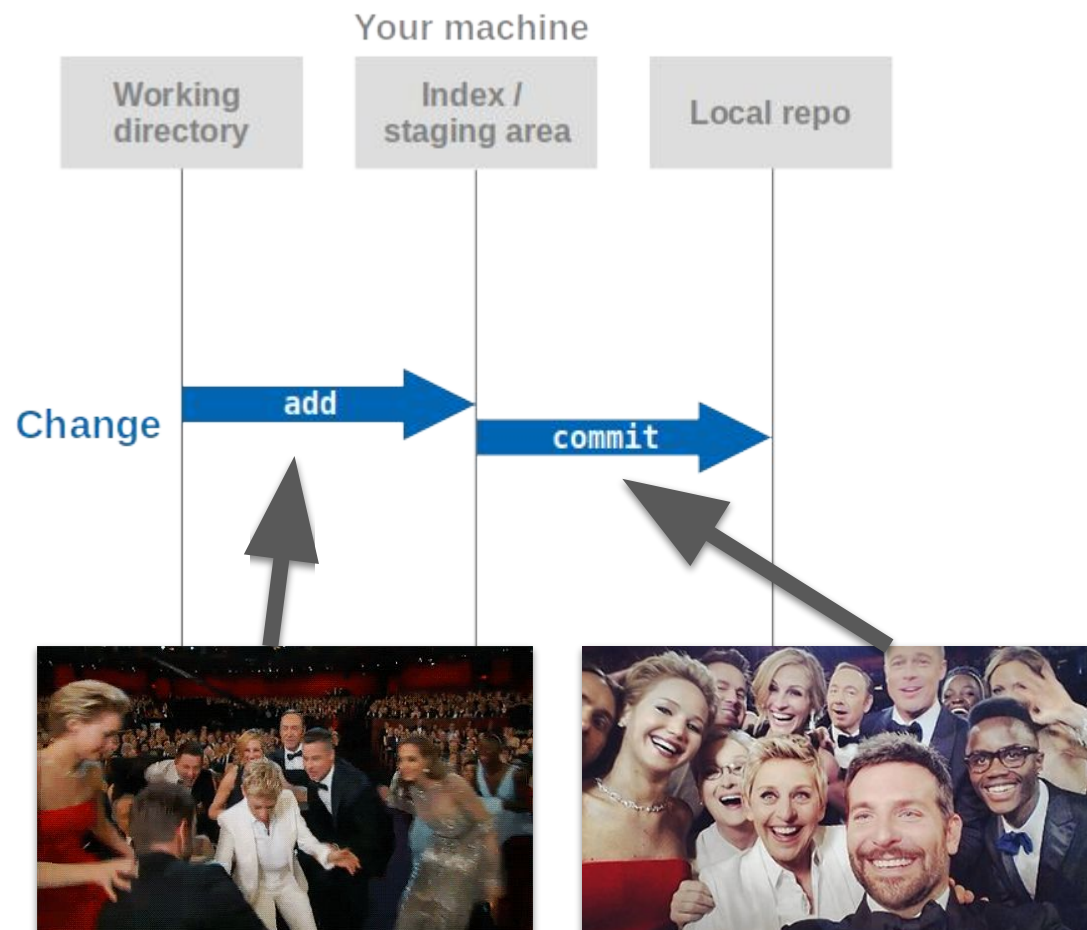 Your machine
Working
directory
Index /
staging area
Local repo
Change
add
commit